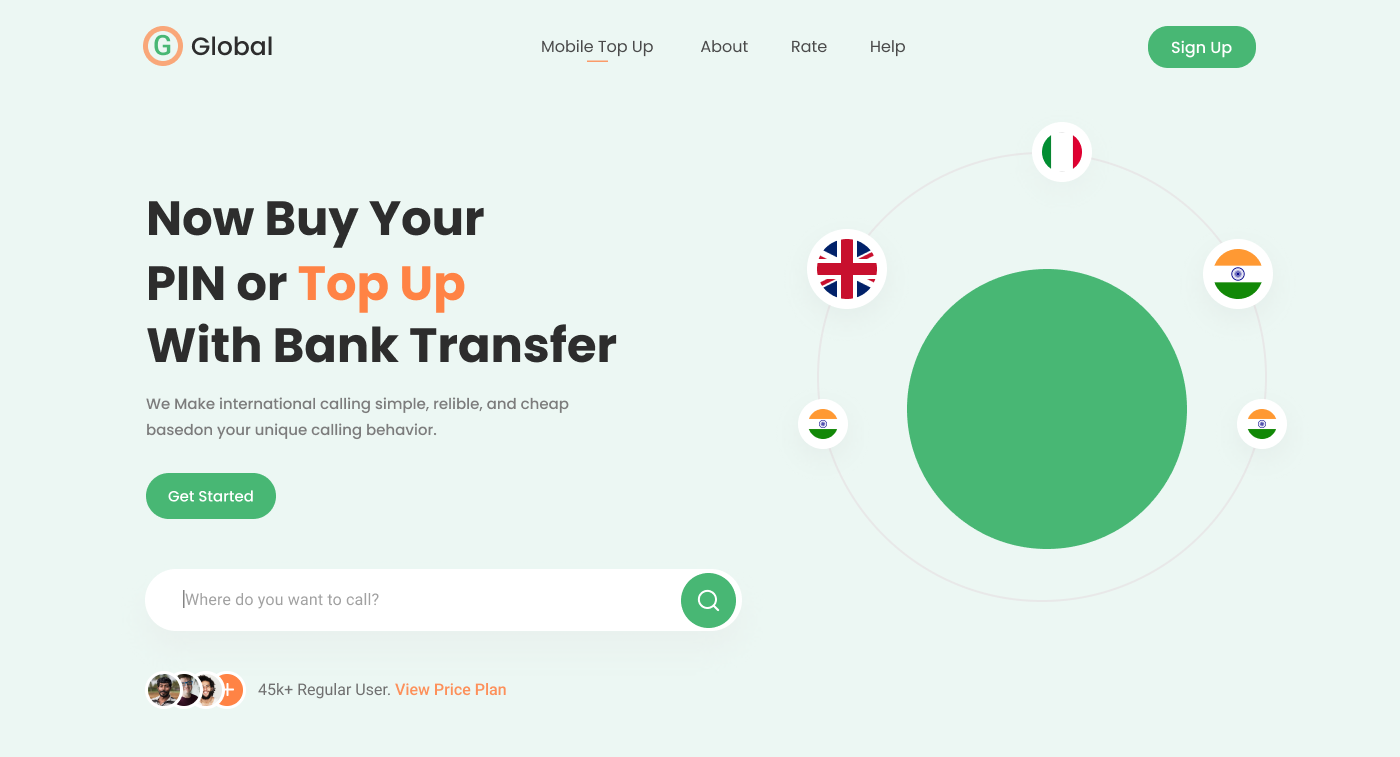 G Global
Mobile Top Up
About
Rate
Help
Sign Up
Now Buy Your
PIN or Top Up
With Bank Transfer
We Make international calling simple, relible, and cheap
basedon your unique calling behavior.
Get Started
Where do you want to call?
+
45k+ Regular User. View Price Plan